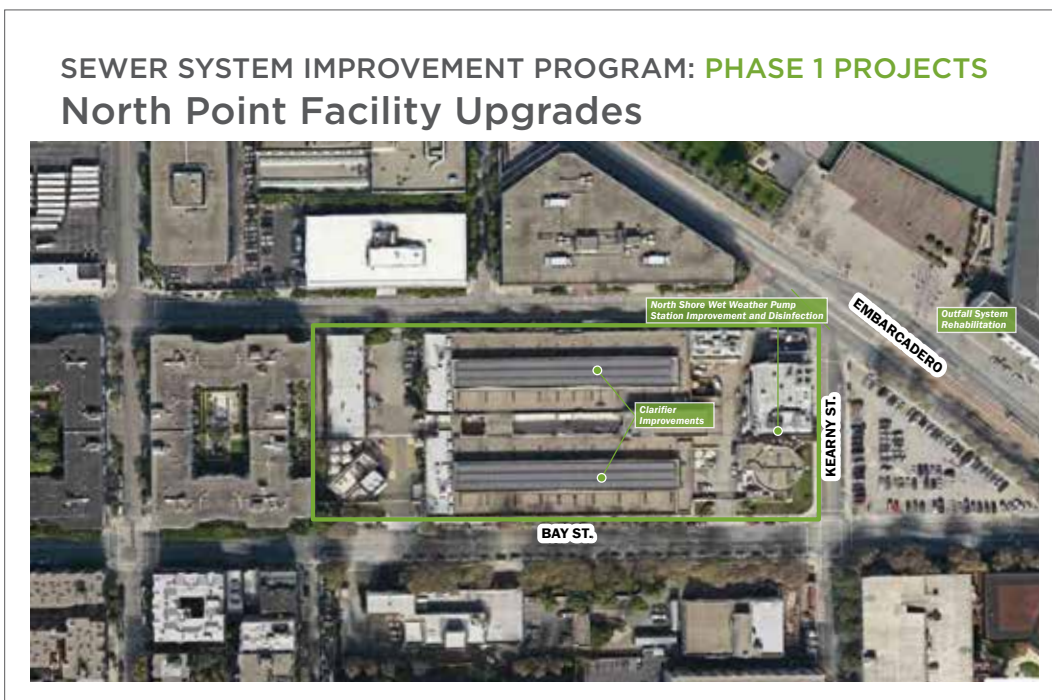 SEWER SYSTEM IMPROVEMENT PROGRAM: PHASE 1 PROJECTS
North Point Facility Upgrades
North Shore Wet Weather Pump
Station Improvement and Disinfection
EMBARCADERO
Outfall System
Rehabilitation
Clarifier
Improvements
KEARNY ST.
BAY ST.